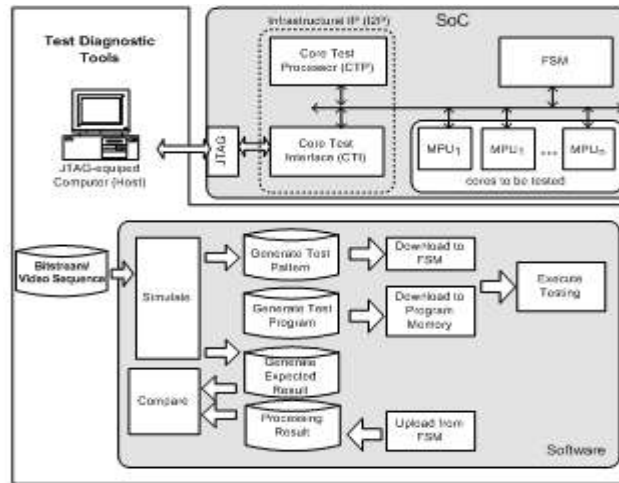 Test Diagnostic
Tools
JTAG-equiped
Computer (Host)
Infrastructural IP (I2P)
SoC
Core Test
Processor (CTP)
FSM
JTAG
Core Test
Interface (CTI)
MPU1
MPU1
...
MPUn
cores to be tested
Bitstream/
Video Sequence
Simulate
Generate Test
Pattern
Download to
FSM
Execute
Testing
Generate Test
Program
Download to
Program
Memory
Generate
Expected
Result
Compare
Processing
Result
Upload from
FSM
Software